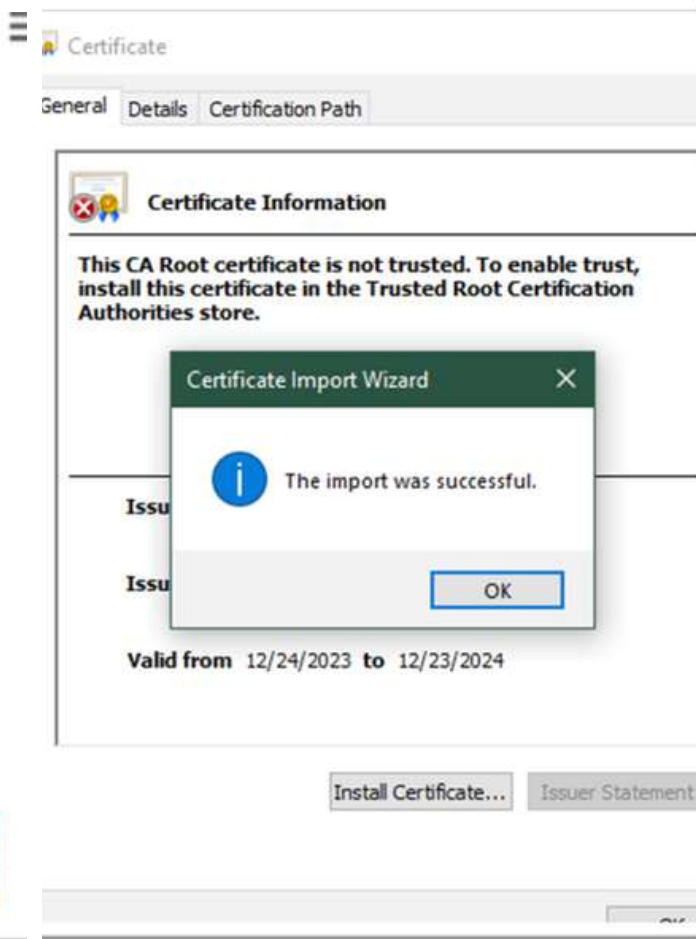 Certificate
General Details Certification Path
Certificate Information
This CA Root certificate is not trusted. To enable trust,
install this certificate in the Trusted Root Certification
Authorities store.
Certificate Import Wizard
The import was successful.
Issu
Issu
OK
Valid from 12/24/2023 to 12/23/2024
Install Certificate... Issuer Statement